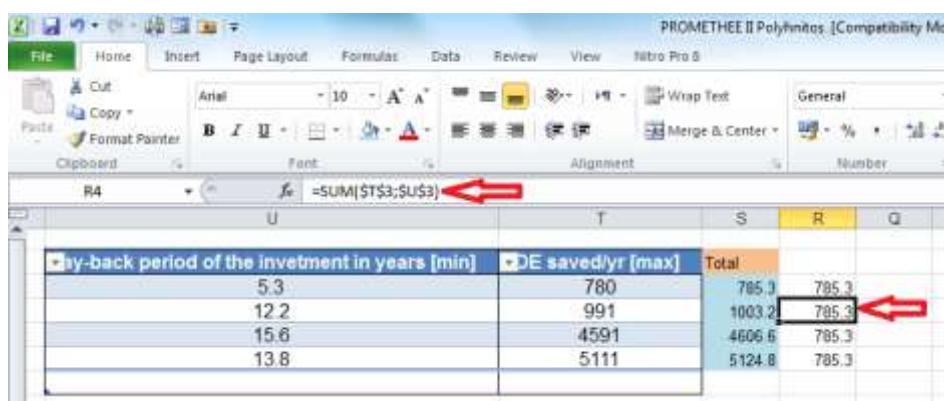 PROMETHEE II Polyfnitos [Compatibility Mo
File Home Insert Page Layout Formulas Data Review View Nitro Pro 8
Cut
Copy
Format Painter
Paste
Clipboard
Arial 10 A A
B I U A
Font
Wrap Text
Merge & Center
Alignment
General
%
Number
R4 fx =SUM($T$3;$U$3)
U T S R Q
ay-back period of the invetment in years [min] OE saved/yr [max] Total
5.3 780 785.3 785.3
12.2 991 1003.2 785.3
15.6 4591 4606.6 785.3
13.8 5111 5124.8 785.3